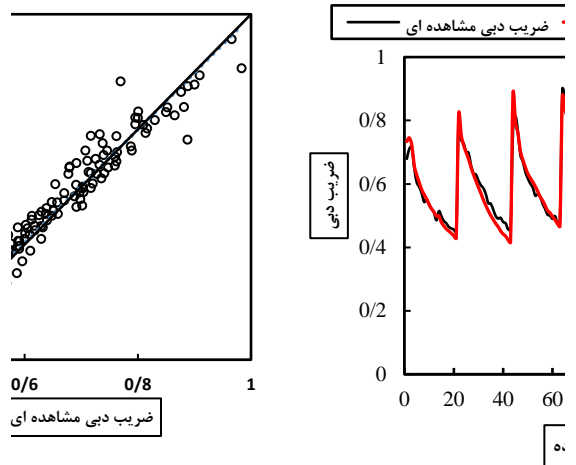 ضریب دبی مشاهده ای
1
0/8
0/6
0/4
0/2
0
ضریب دبی
0 20 40 60
0/6 0/8 1
ضریب دبی مشاهده ای